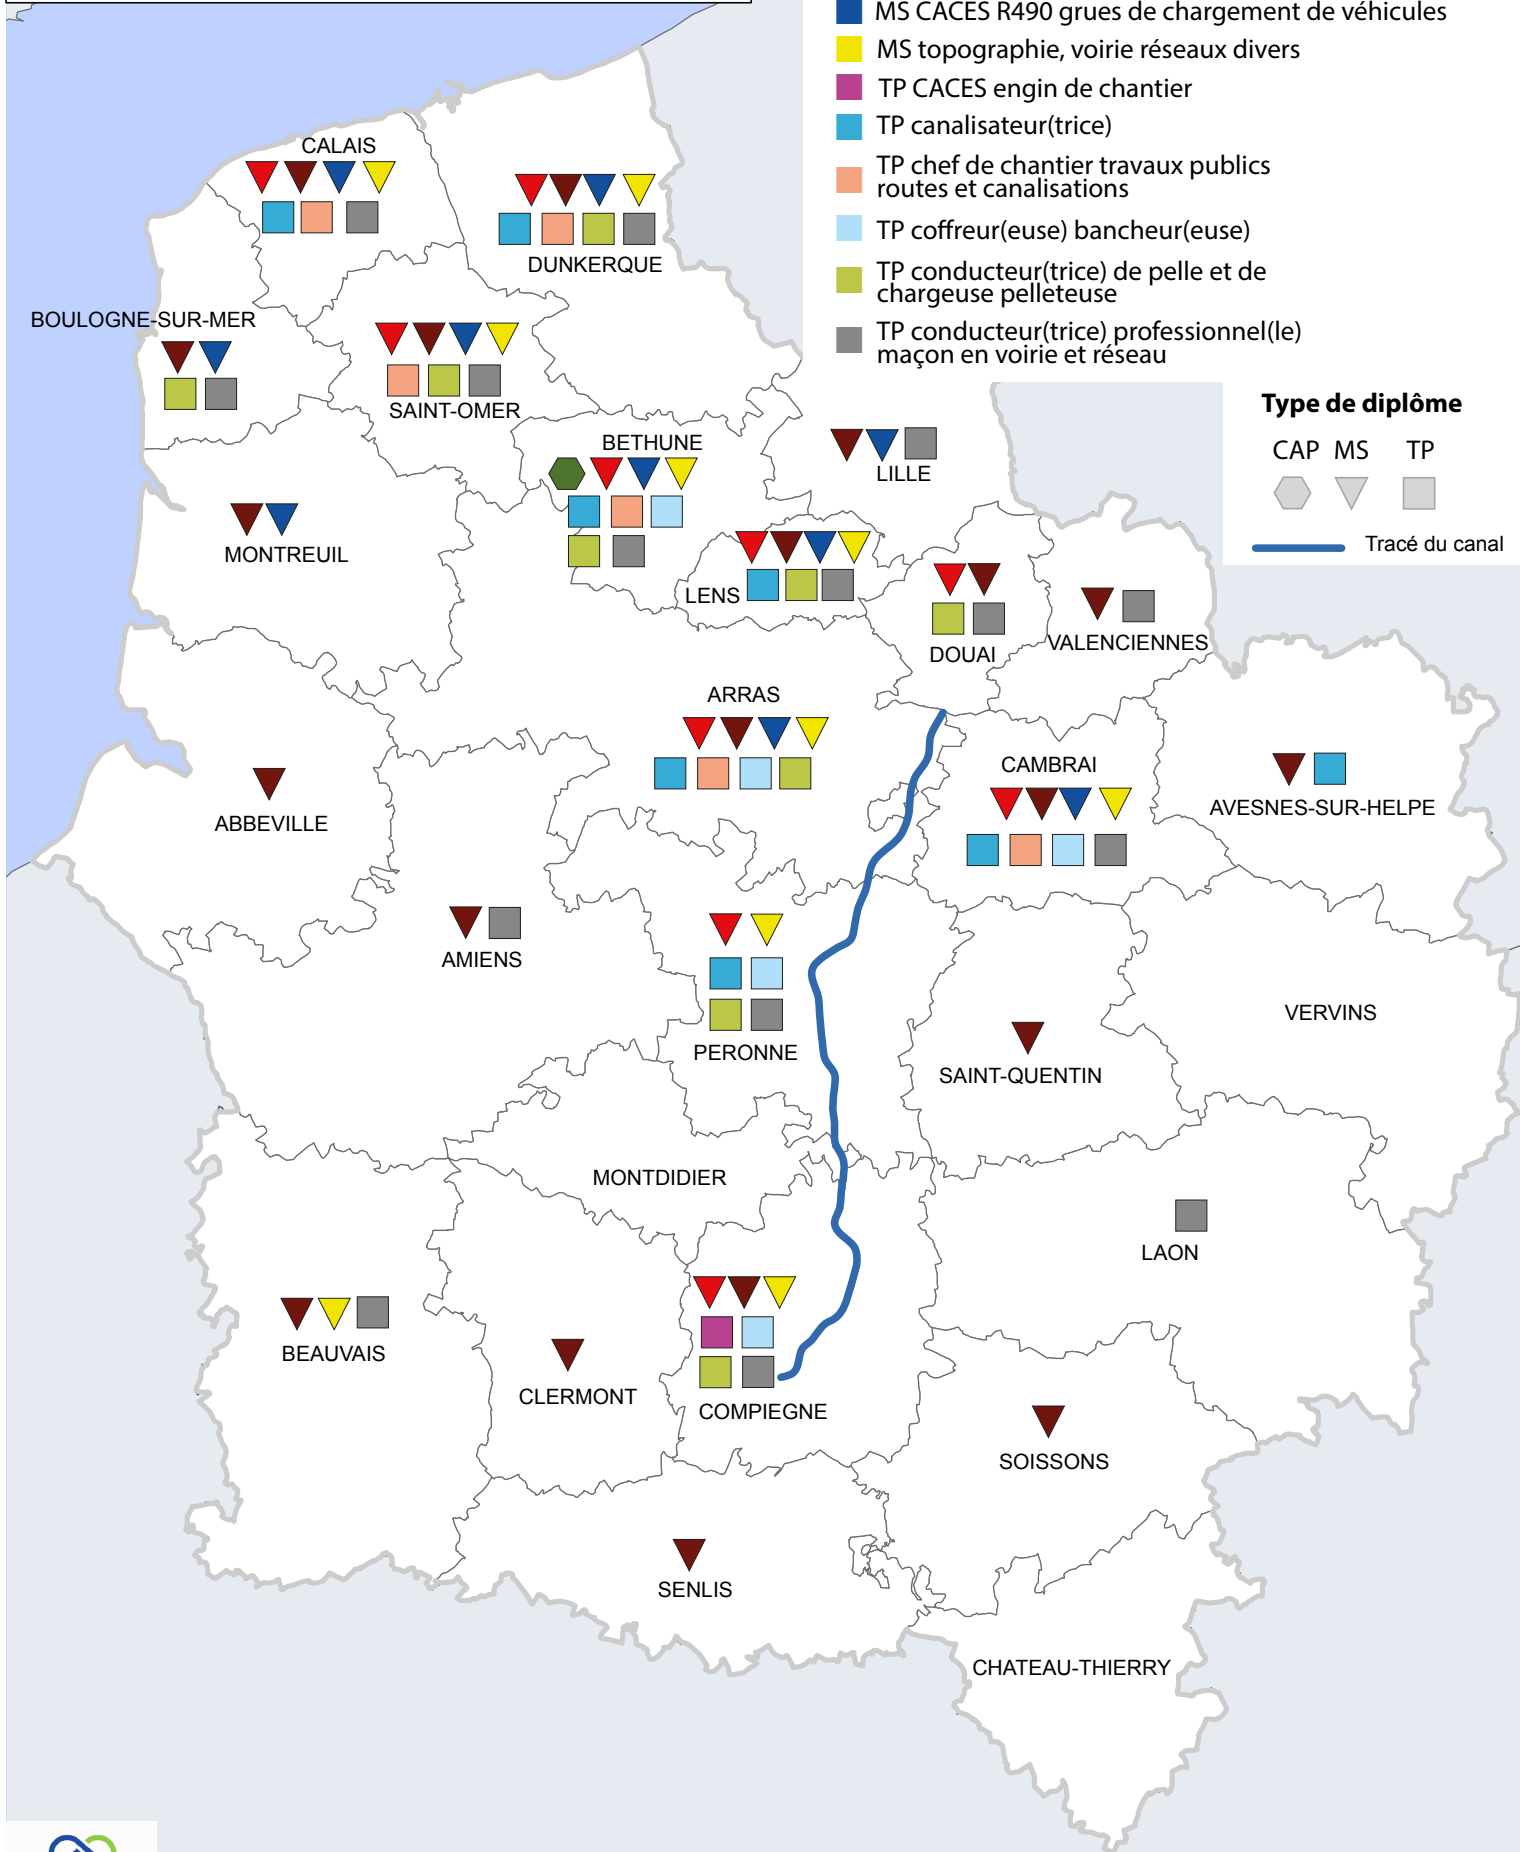 MS CACES R490 grues de chargement de véhicules
MS topographie, voirie réseaux divers
TP CACES engin de chantier
TP canalisateur(trice)
TP chef de chantier travaux publics
routes et canalisations
TP coffreur(euse) bancheur(euse)
TP conducteur(trice) de pelle et de
chargeuse pelleteuse
TP conducteur(trice) professionnel(le)
maçon en voirie et réseau
Type de diplôme
CAP MS TP
Tracé du canal
CALAIS
DUNKERQUE
BOULOGNE-SUR-MER
SAINT-OMER
BETHUNE
LILLE
MONTREUIL
LENS
DOUAI
VALENCIENNES
ARRAS
CAMBRAI
AVESNES-SUR-HELPE
ABBEVILLE
AMIENS
PERONNE
SAINT-QUENTIN
VERVINS
MONTDIDIER
LAON
BEAUVAIS
CLERMONT
COMPIEGNE
SOISSONS
SENLIS
CHATEAU-THIERRY